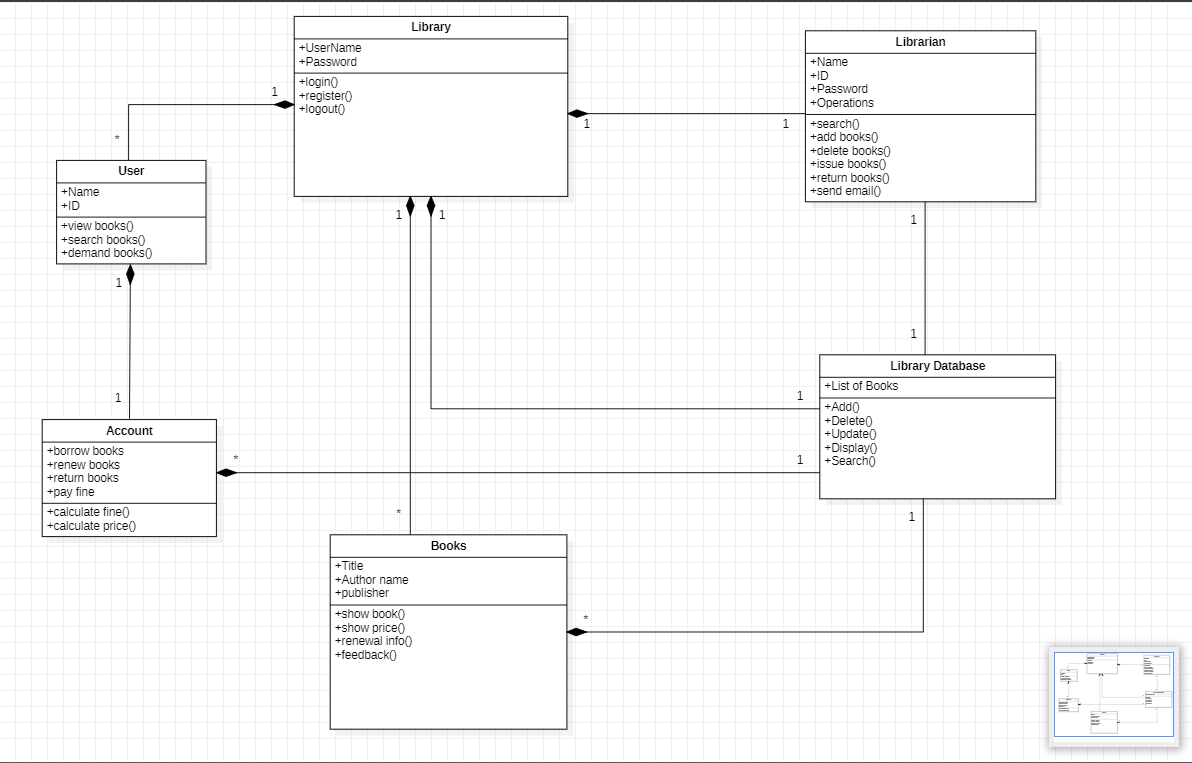 Library
+UserName
+Password
+login()
+register()
+logout()
Librarian
+Name
+ID
+Password
+Operations
+search()
+add books()
+delete books()
+issue books()
+return books()
+send email()
1
*
1
1
User
+Name
+ID
+view books()
+search books()
+demand books()
1
1
1
1
1
1
1
Library Database
+List of Books
+Add()
+Delete()
+Update()
+Display()
+Search()
1
Account
+borrow books
+renew books
+return books
+pay fine
+calculate fine()
+calculate price()
*
1
*
1
Books
+Title
+Author name
+publisher
+show book()
+show price()
+renewal info()
+feedback()
*